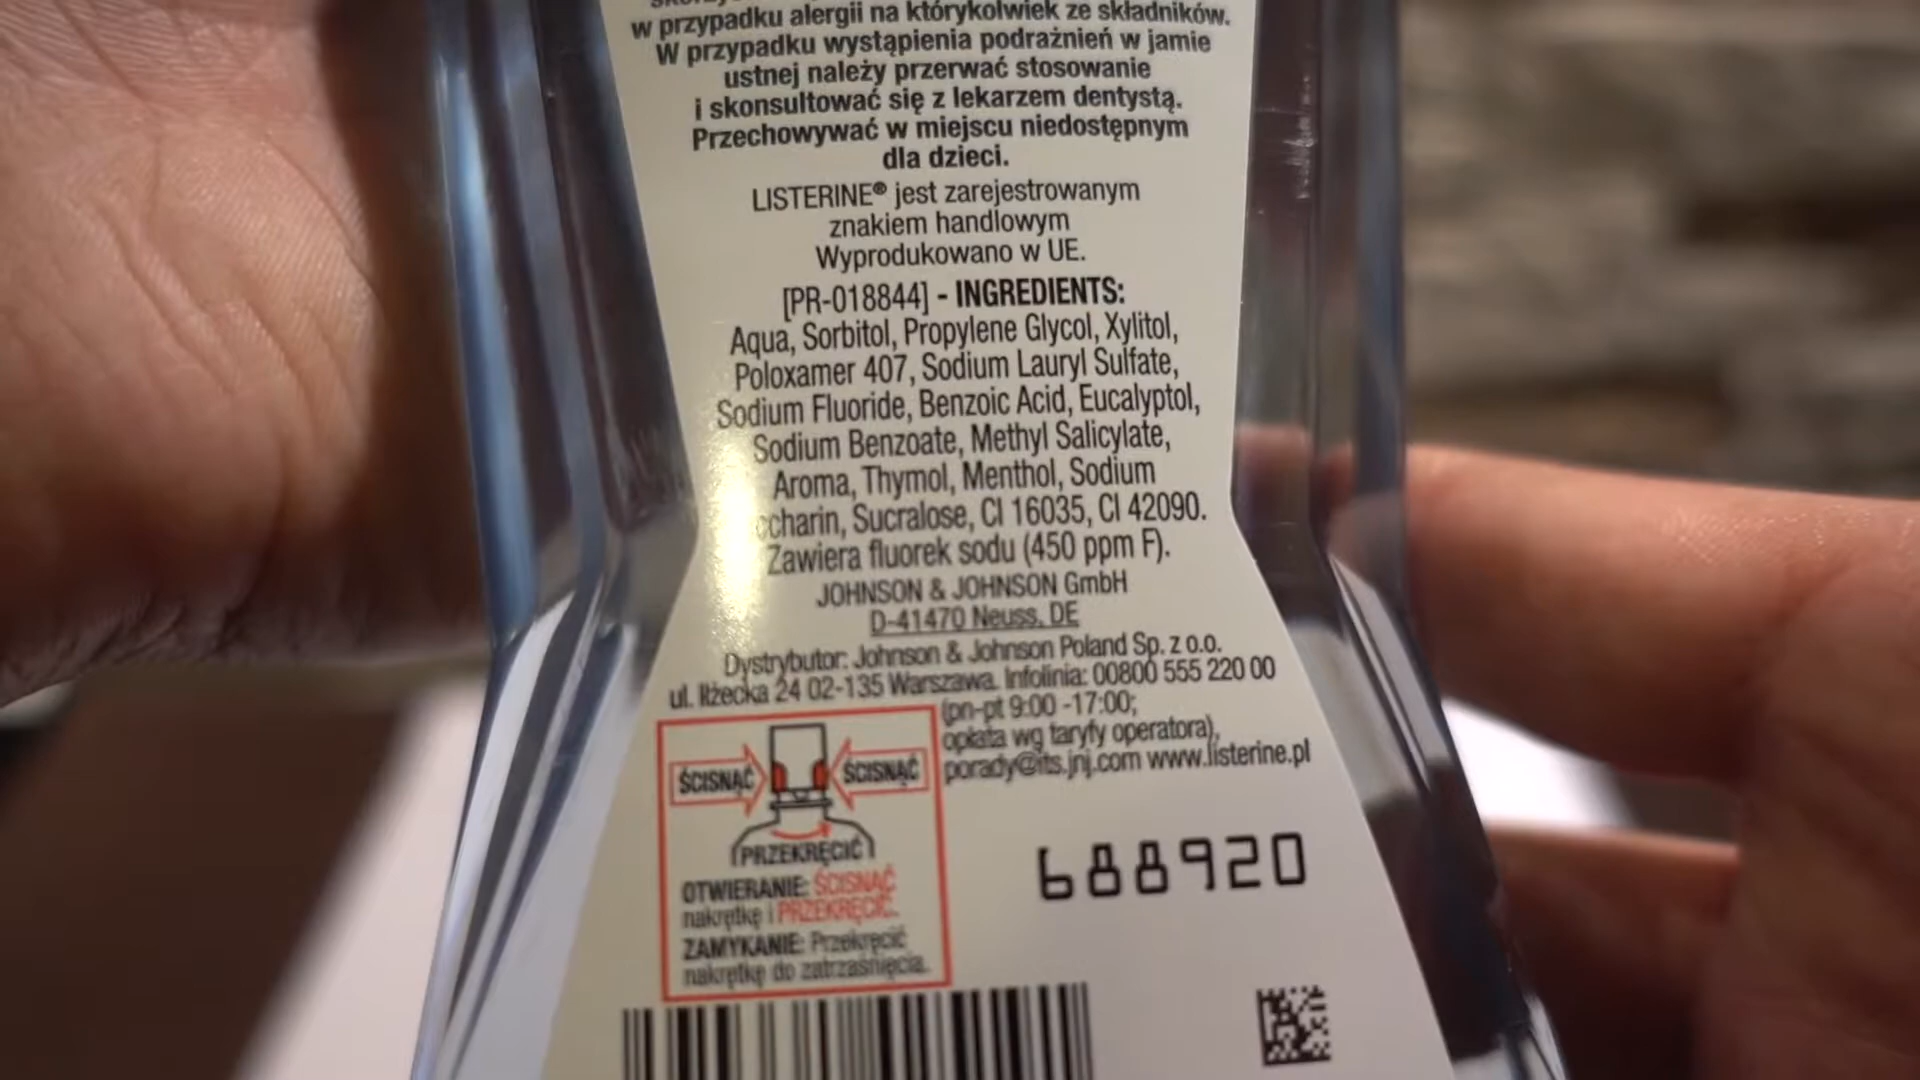 w przypadku alergii na którykolwiek ze składników.
W przypadku wystąpienia podrażnień w jamie
ustnej należy przerwać stosowanie
i skonsultować się z lekarzem dentystą.
Przechowywać w miejscu niedostępnym
dla dzieci.
LISTERINE® jest zarejestrowanym
znakiem handlowym
Wyprodukowano w UE.
[PR-018844] - INGREDIENTS:
Aqua, Sorbitol, Propylene Glycol, Xylitol,
Poloxamer 407, Sodium Lauryl Sulfate,
Sodium Fluoride, Benzoic Acid, Eucalyptol,
Sodium Benzoate, Methyl Salicylate,
Aroma, Thymol, Menthol, Sodium
ccharin, Sucralose, CI 16035, CI 42090.
Zawiera fluorek sodu (450 ppm F).
JOHNSON & JOHNSON GmbH
D-41470 Neuss, DE
Dystrybutor: Johnson & Johnson Poland Sp. z o.o.
ul. Iłżecka 24 02-135 Warszawa. Infolinia: 00800 555 220 00
(pn-pt 9:00 -17:00;
opłata wg taryfy operatora),
porady@its.jnj.com www.listerine.pl
ŚCISNĄĆ ŚCISNĄĆ
PRZEKRĘCIĆ
OTWIERANIE: ŚCISNĄĆ
nakrętkę i PRZEKRĘCIĆ.
ZAMYKANIE: Przekręcić
nakrętkę do zatrzaśnięcia.
688920